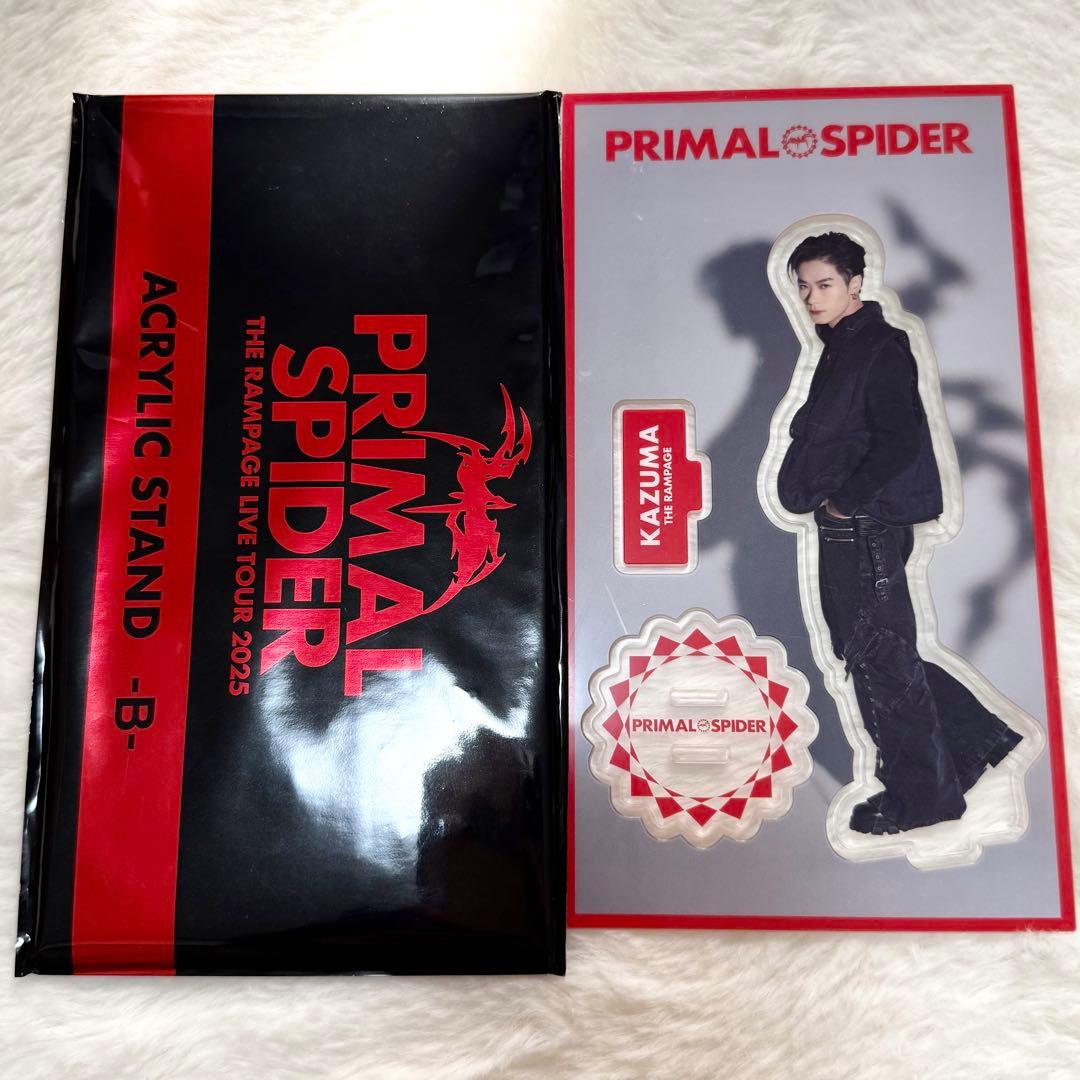 PRIMAL
SPIDER
THE RAMPAGE LIVE TOUR 2025
ACRYLIC STAND -B-
PRIMAL SPIDER
KAZUMA
THE RAMPAGE
PRIMAL SPIDER